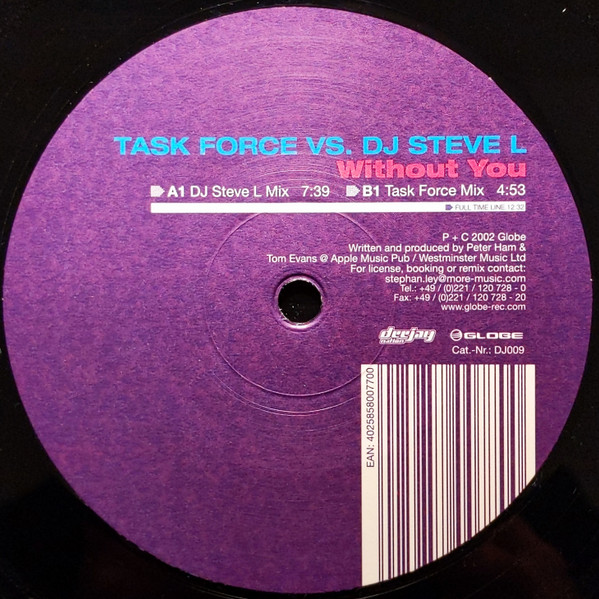 TASK FORCE VS. DJ STEVE L
Without You
A1 DJ Steve L Mix 7:39 B1 Task Force Mix 4:53
FULL TIME LINE 12:32
P + C 2002 Globe
Written and produced by Peter Ham &
Tom Evans @ Apple Music Pub / Westminster Music Ltd
For license, booking or remix contact:
stephan.ley@more-music.com
Tel.: +49 / (0)221 / 120 728 - 0
Fax: +49 / (0)221 / 120 728 - 20
www.globe-rec.com
deejay nation GLOBE
Cat.-Nr.: DJ009
EAN: 4025858007700